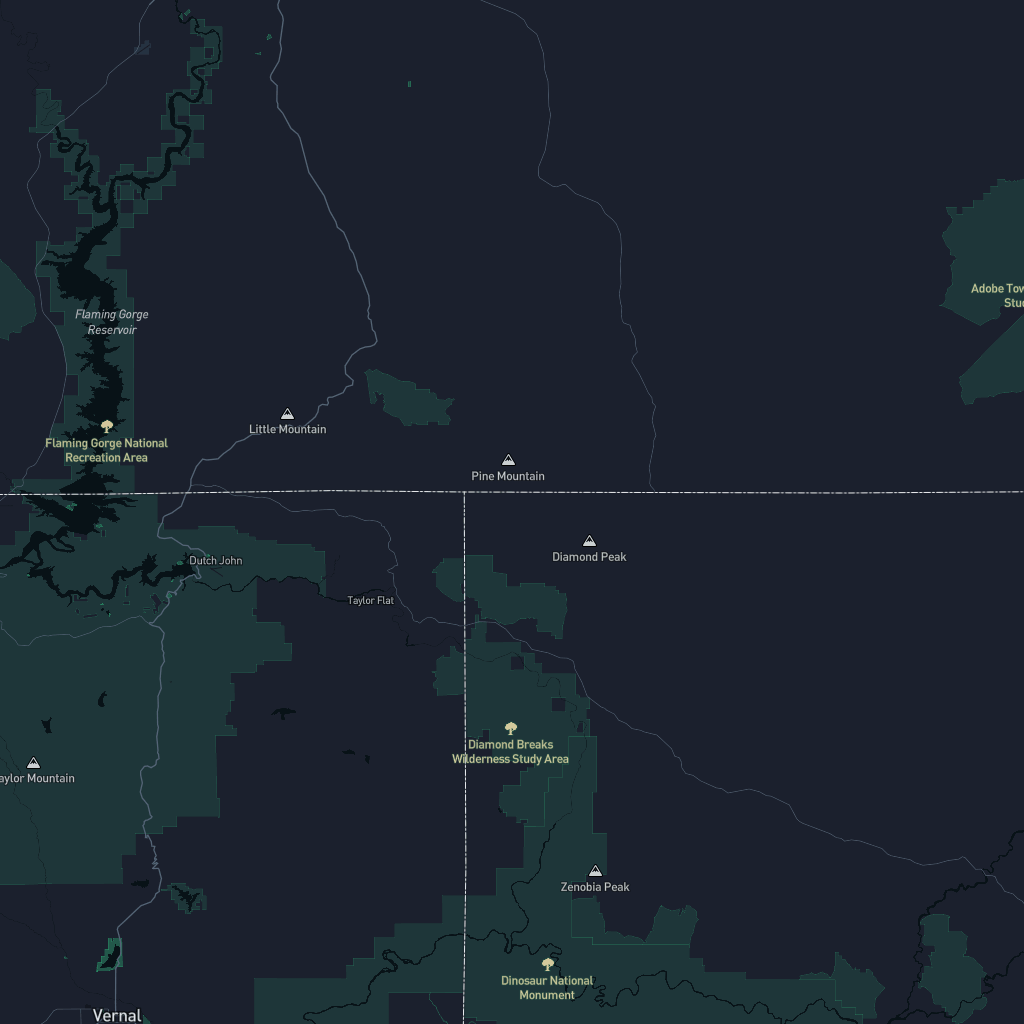 Adobe Tow
Stu
Flaming Gorge
Reservoir
Little Mountain
Flaming Gorge National
Recreation Area
Pine Mountain
Diamond Peak
Dutch John
Taylor Flat
Diamond Breaks
Wilderness Study Area
aylor Mountain
Zenobia Peak
Dinosaur National
Monument
Vernal